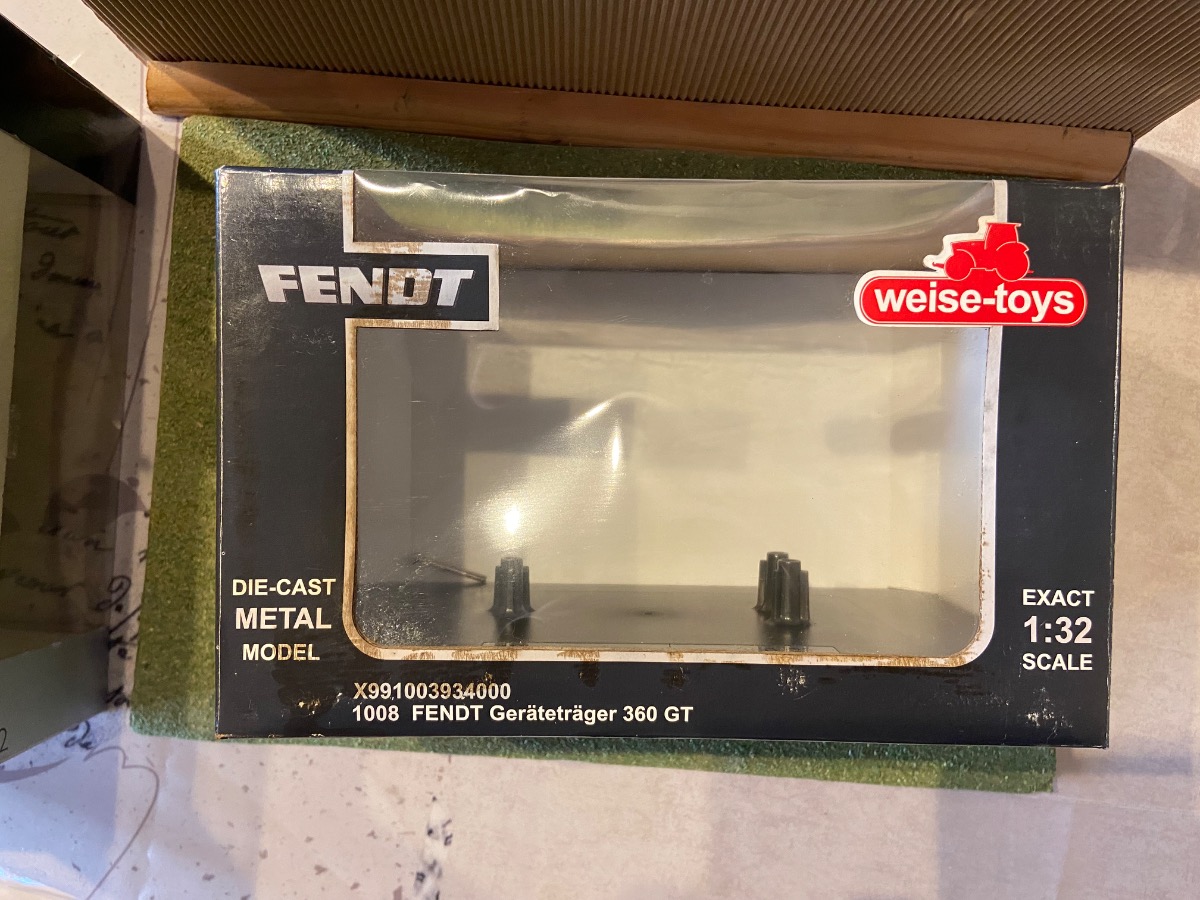 FENDT
weise-toys
DIE-CAST
METAL
MODEL
EXACT
1:32
SCALE
X991003934000
1008 FENDT Geräteträger 360 GT